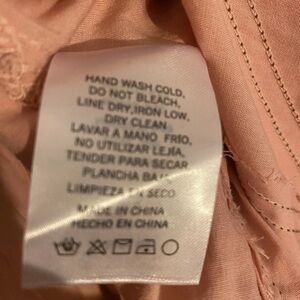 HAND WASH COLD,
DO NOT BLEACH,
LINE DRY,IRON LOW,
DRY CLEAN
LAVAR A MANO FRIO,
NO UTILIZAR LEJIA,
TENDER PARA SECAR
PLANCHA BAJA
LIMPIEZA EN SECO
MADE IN CHINA
HECHO EN CHINA